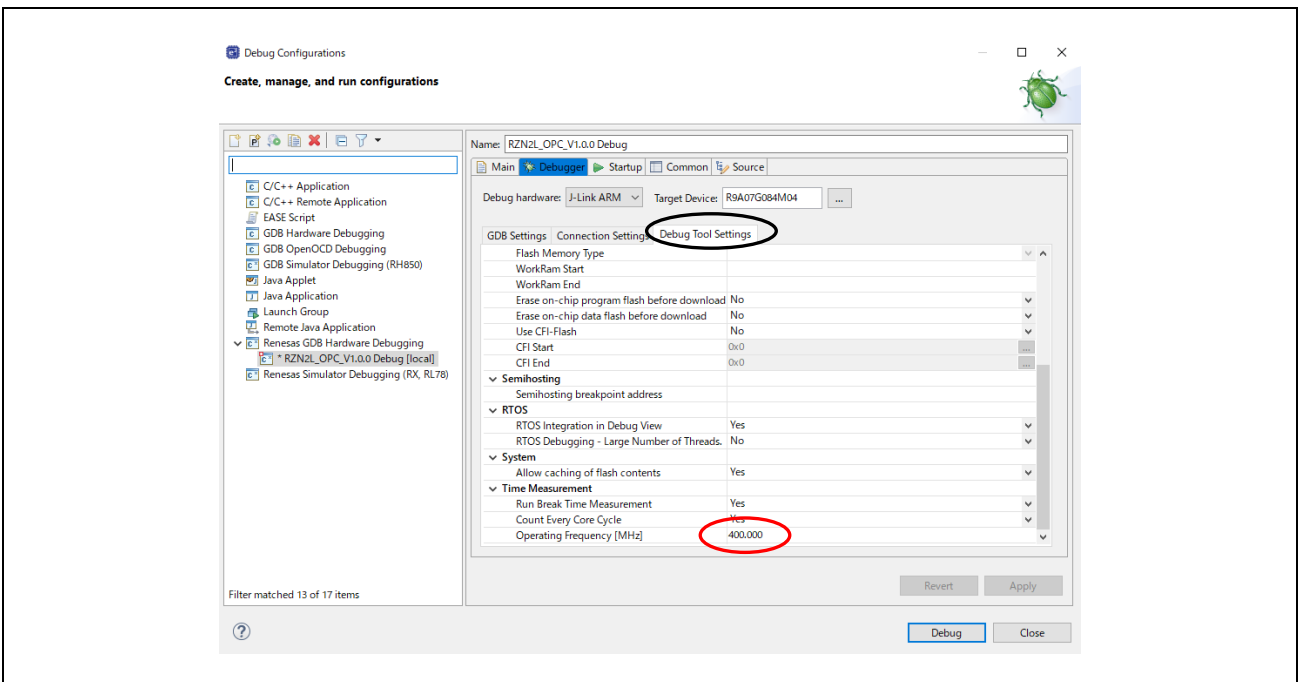 Debug Configurations
Create, manage, and run configurations
Name: RZN2L_OPC_V1.0.0 Debug
Main Debugger Startup Common Source
C/C++ Application
C/C++ Remote Application
EASE Script
GDB Hardware Debugging
GDB OpenOCD Debugging
GDB Simulator Debugging (RH850)
Java Applet
Java Application
Launch Group
Remote Java Application
Renesas GDB Hardware Debugging
* RZN2L_OPC_V1.0.0 Debug [local]
Renesas Simulator Debugging (RX, RL78)
Filter matched 13 of 17 items
Debug hardware: J-Link ARM Target Device: R9A07G084M04 ...
GDB Settings Connection Settings Debug Tool Settings
Flash Memory Type
WorkRam Start
WorkRam End
Erase on-chip program flash before download No
Erase on-chip data flash before download No
Use CFI-Flash No
CFI Start 0x0 ...
CFI End 0x0 ...
Semihosting
Semihosting breakpoint address
RTOS
RTOS Integration in Debug View Yes
RTOS Debugging - Large Number of Threads. No
System
Allow caching of flash contents Yes
Time Measurement
Run Break Time Measurement Yes
Count Every Core Cycle Yes
Operating Frequency [MHz] 400.000
Revert Apply
? Debug Close